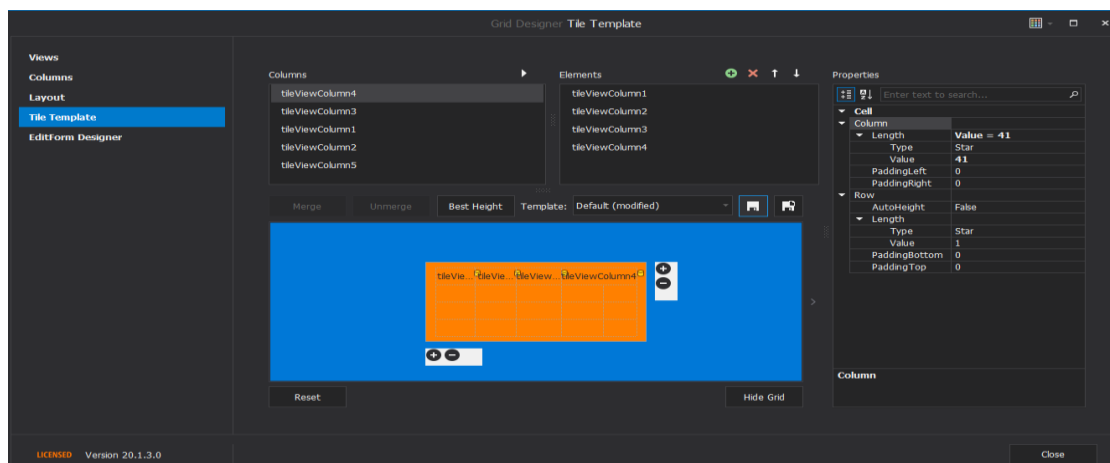 Grid Designer Tile Template
Views
Columns
Layout
Tile Template
EditForm Designer
Columns
tileViewColumn4
tileViewColumn3
tileViewColumn1
tileViewColumn2
tileViewColumn5
Elements
tileViewColumn1
tileViewColumn2
tileViewColumn3
tileViewColumn4
Merge
Unmerge
Best Height
Template: Default (modified)
tileVie... tileVie... tileView... tileViewColumn4
Reset
Hide Grid
Properties
Enter text to search...
Cell
Column
Length Value = 41
Type Star
Value 41
PaddingLeft 0
PaddingRight 0
Row
AutoHeight False
Length
Type Star
Value 1
PaddingBottom 0
PaddingTop 0
Column
LICENSED Version 20.1.3.0
Close